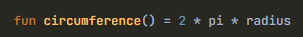 fun circumference() = 2 * pi * radius